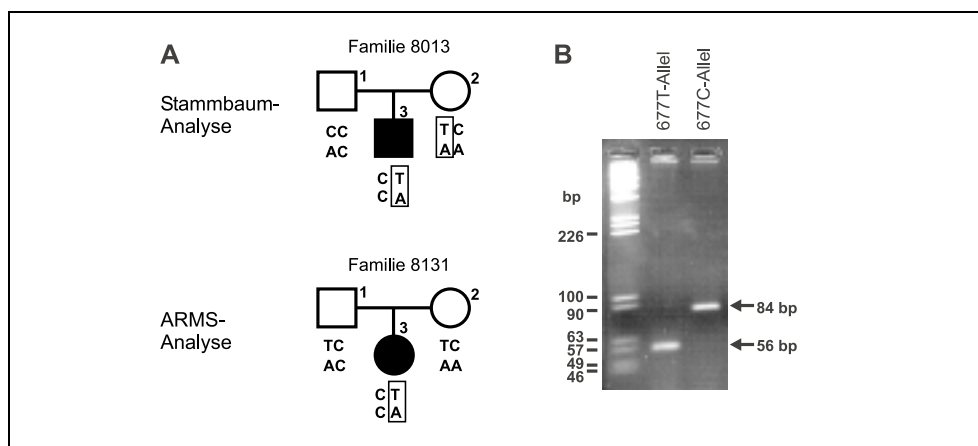 A
Familie 8013
Stammbaum-
Analyse
1
2
CC
AC
3
T C
A A
C T
C A
Familie 8131
ARMS-
Analyse
1
2
TC
AC
3
TC
AA
C T
C A
B
677T-Allel
677C-Allel
bp
226
100
90
63
57
49
46
84 bp
56 bp